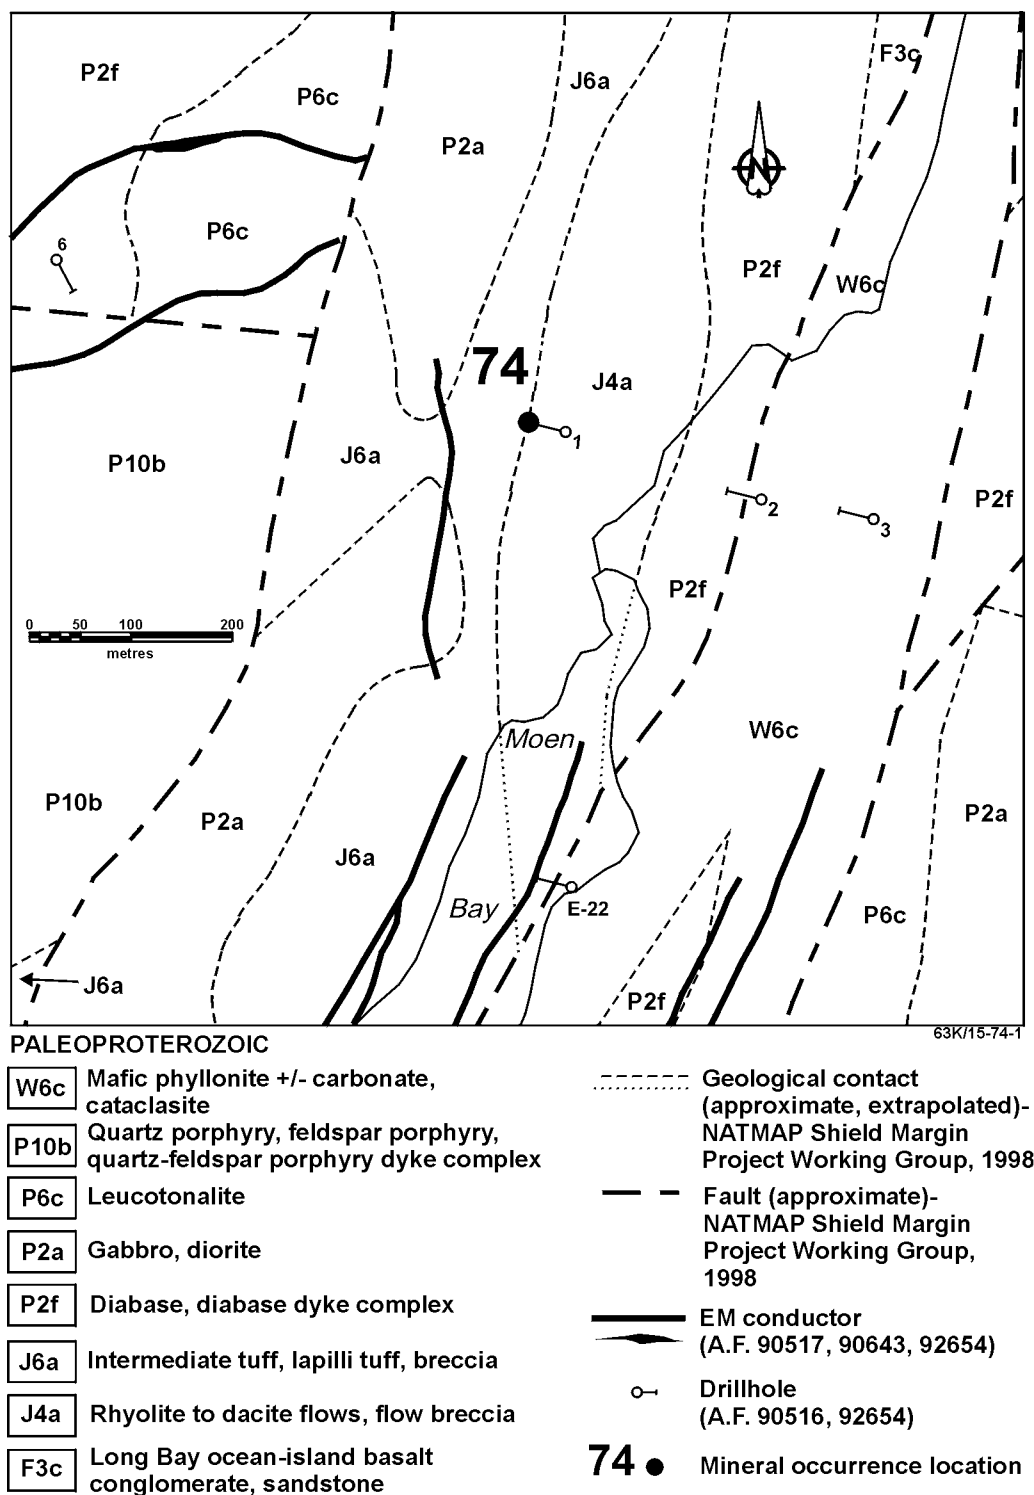 P2f
P6c
J6a
F3c
P2a
N
6
P6c
P2f
W6c
74
J4a
1
P10b
J6a
2
3
P2f
P2f
0 50 100 200
metres
Moen
W6c
P10b
P2a
J6a
P2a
Bay
E-22
P6c
J6a
P2f
63K/15-74-1
PALEOPROTEROZOIC
W6c Mafic phyllonite +/- carbonate,
cataclasite
P10b Quartz porphyry, feldspar porphyry,
quartz-feldspar porphyry dyke complex
P6c Leucotonalite
P2a Gabbro, diorite
P2f Diabase, diabase dyke complex
J6a Intermediate tuff, lapilli tuff, breccia
J4a Rhyolite to dacite flows, flow breccia
F3c Long Bay ocean-island basalt
conglomerate, sandstone
Geological contact
(approximate, extrapolated)-
NATMAP Shield Margin
Project Working Group, 1998
Fault (approximate)-
NATMAP Shield Margin
Project Working Group,
1998
EM conductor
(A.F. 90517, 90643, 92654)
Drillhole
(A.F. 90516, 92654)
74 Mineral occurrence location